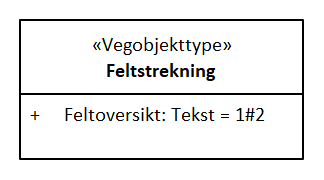 «Vegobjekttype»
Feltstrekning
+ Feltoversikt: Tekst = 1#2